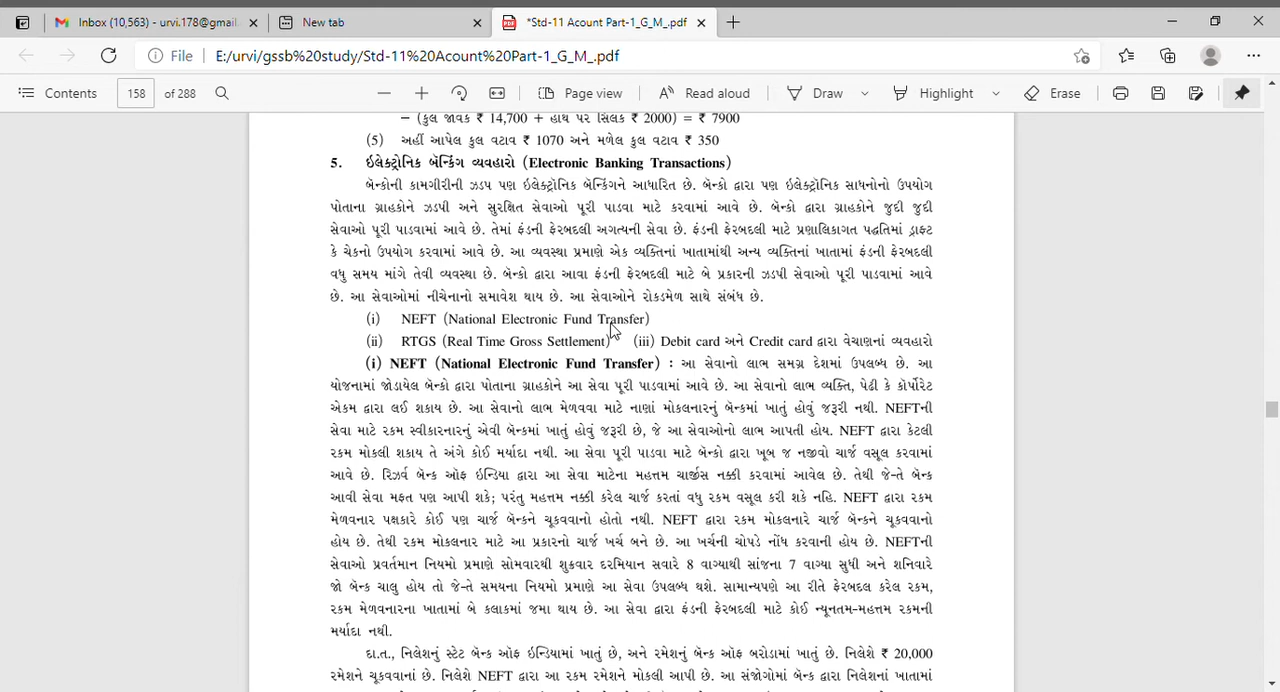 Inbox (10,563) - urvi.178@gmail. New tab *Std-11 Acount Part-1_G_M_.pdf
File E:/urvi/gssb%20study/Std-11%20Acount%20Part-1_G_M_.pdf
Contents 158 of 288 Page view Read aloud Draw Highlight Erase
– (કુલ જાવક ₹ 14,700 + હાથ પર સિલક ₹ 2000) = ₹ 7900
(5) અહીં આપેલ કુલ વટાવ ₹ 1070 અને મળેલ કુલ વટાવ ₹ 350
5. ઇલેક્ટ્રૉનિક બૅન્કિંગ વ્યવહારો (Electronic Banking Transactions)
બૅન્કોની કામગીરીની ઝડપ પણ ઇલેક્ટ્રૉનિક બૅન્કિંગને આધારિત છે. બૅન્કો દ્વારા પણ ઇલેક્ટ્રૉનિક સાધનોનો ઉપયોગ
પોતાના ગ્રાહકોને ઝડપી અને સુરક્ષિત સેવાઓ પૂરી પાડવા માટે કરવામાં આવે છે. બૅન્કો દ્વારા ગ્રાહકોને જુદી જુદી
સેવાઓ પૂરી પાડવામાં આવે છે. તેમાં ફંડની ફેરબદલી અગત્યની સેવા છે. ફંડની ફેરબદલી માટે પ્રણાલિકાગત પદ્ધતિમાં ડ્રાફ્ટ
કે ચેકનો ઉપયોગ કરવામાં આવે છે. આ વ્યવસ્થા પ્રમાણે એક વ્યક્તિનાં ખાતામાંથી અન્ય વ્યક્તિનાં ખાતામાં ફંડની ફેરબદલી
વધુ સમય માંગે તેવી વ્યવસ્થા છે. બૅન્કો દ્વારા આવા ફંડની ફેરબદલી માટે બે પ્રકારની ઝડપી સેવાઓ પૂરી પાડવામાં આવે
છે. આ સેવાઓમાં નીચેનાનો સમાવેશ થાય છે. આ સેવાઓને રોકડમેળ સાથે સંબંધ છે.
(i) NEFT (National Electronic Fund Transfer)
(ii) RTGS (Real Time Gross Settlement) (iii) Debit card અને Credit card દ્વારા વેચાણનાં વ્યવહારો
(i) NEFT (National Electronic Fund Transfer) : આ સેવાનો લાભ સમગ્ર દેશમાં ઉપલબ્ધ છે. આ
યોજનામાં જોડાયેલ બૅન્કો દ્વારા પોતાના ગ્રાહકોને આ સેવા પૂરી પાડવામાં આવે છે. આ સેવાનો લાભ વ્યક્તિ, પેઢી કે કૉર્પોરેટ
એકમ દ્વારા લઈ શકાય છે. આ સેવાનો લાભ મેળવવા માટે નાણાં મોકલનારનું બૅન્કમાં ખાતું હોવું જરૂરી નથી. NEFTની
સેવા માટે રકમ સ્વીકારનારનું એવી બૅન્કમાં ખાતું હોવું જરૂરી છે, જે આ સેવાઓનો લાભ આપતી હોય. NEFT દ્વારા કેટલી
રકમ મોકલી શકાય તે અંગે કોઈ મર્યાદા નથી. આ સેવા પૂરી પાડવા માટે બૅન્કો દ્વારા ખૂબ જ નજીવો ચાર્જ વસૂલ કરવામાં
આવે છે. રિઝર્વ બૅન્ક ઑફ ઇન્ડિયા દ્વારા આ સેવા માટેના મહત્તમ ચાર્જીસ નક્કી કરવામાં આવેલ છે. તેથી જે-તે બૅન્ક
આવી સેવા મફત પણ આપી શકે; પરંતુ મહત્તમ નક્કી કરેલ ચાર્જ કરતાં વધુ રકમ વસૂલ કરી શકે નહિ. NEFT દ્વારા રકમ
મેળવનાર પક્ષકારે કોઈ પણ ચાર્જ બૅન્કને ચૂકવવાનો હોતો નથી. NEFT દ્વારા રકમ મોકલનારે ચાર્જ બૅન્કને ચૂકવવાનો
હોય છે. તેથી રકમ મોકલનાર માટે આ પ્રકારનો ચાર્જ ખર્ચ બને છે. આ ખર્ચની ચોપડે નોંધ કરવાની હોય છે. NEFTની
સેવાઓ પ્રવર્તમાન નિયમો પ્રમાણે સોમવારથી શુક્રવાર દરમિયાન સવારે 8 વાગ્યાથી સાંજના 7 વાગ્યા સુધી અને શનિવારે
જો બૅન્ક ચાલુ હોય તો જે-તે સમયના નિયમો પ્રમાણે આ સેવા ઉપલબ્ધ થશે. સામાન્યપણે આ રીતે ફેરબદલ કરેલ રકમ,
રકમ મેળવનારના ખાતામાં બે કલાકમાં જમા થાય છે. આ સેવા દ્વારા ફંડની ફેરબદલી માટે કોઈ ન્યૂનતમ-મહત્તમ રકમની
મર્યાદા નથી.
દા.ત., નિલેશનું સ્ટેટ બૅન્ક ઑફ ઇન્ડિયામાં ખાતું છે, અને રમેશનું બૅન્ક ઑફ બરોડામાં ખાતું છે. નિલેશે ₹ 20,000
રમેશને ચૂકવવાનાં છે. નિલેશે NEFT દ્વારા આ રકમ રમેશને મોકલી આપી છે. આ સંજોગોમાં બૅન્ક દ્વારા નિલેશનાં ખાતામાં